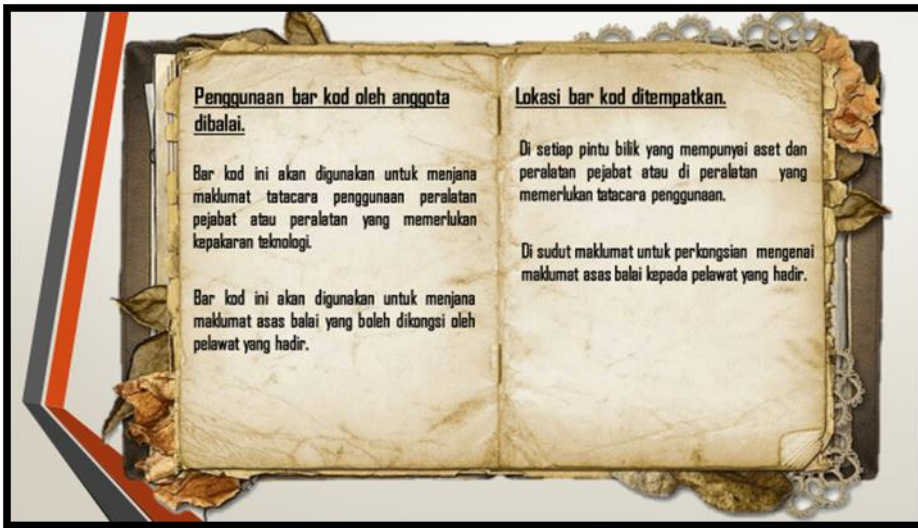 Penggunaan bar kod oleh anggota
dibalai.
Bar kod ini akan digunakan untuk menjana
maklumat tatacara penggunaan peralatan
pejabat atau peralatan yang memerlukan
kepakaran teknologi.
Bar kod ini akan digunakan untuk menjana
maklumat asas balai yang boleh dikongsi oleh
pelawat yang hadir.
Lokasi bar kod ditempatkan.
Di setiap pintu bilik yang mempunyai aset dan
peralatan pejabat atau di peralatan yang
memerlukan tatacara penggunaan.
Di sudut maklumat untuk perkongsian mengenai
maklumat asas balai kepada pelawat yang hadir.